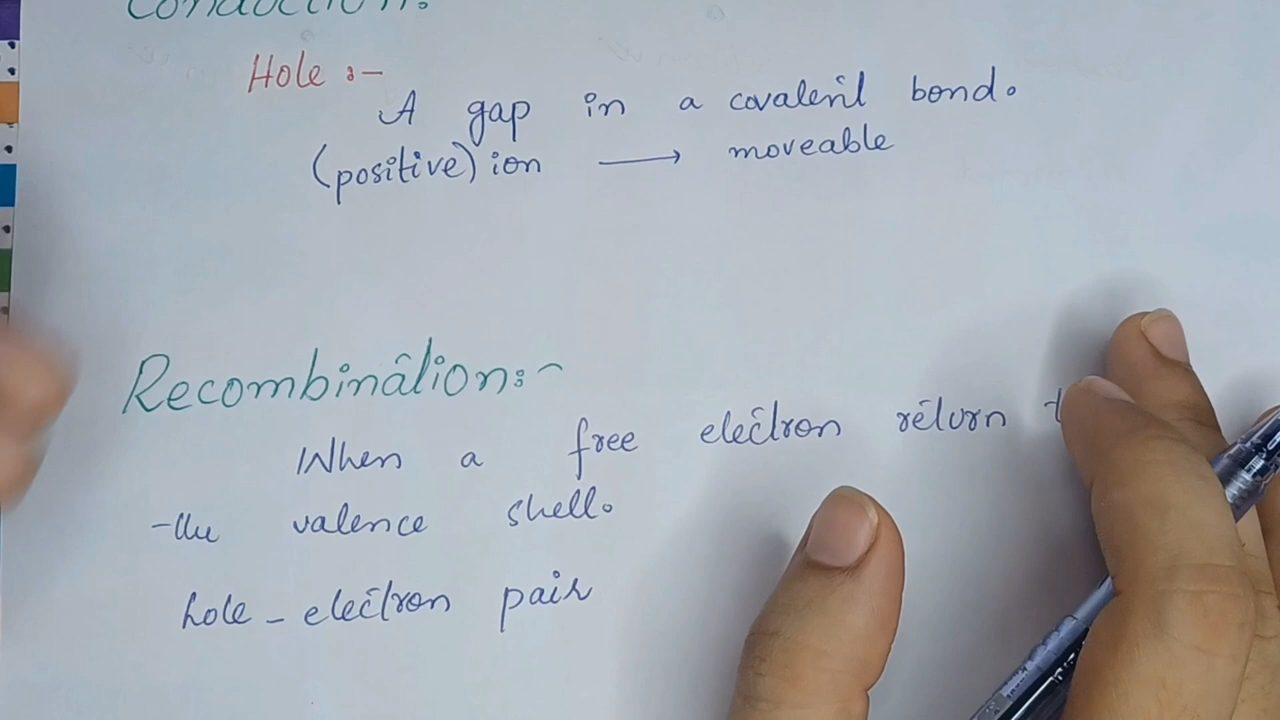 Conduction:
Hole :-
A gap in a covalent bond.
(positive) ion → moveable
Recombination:-
When a free electron return
the valence shell.
hole - electron pair